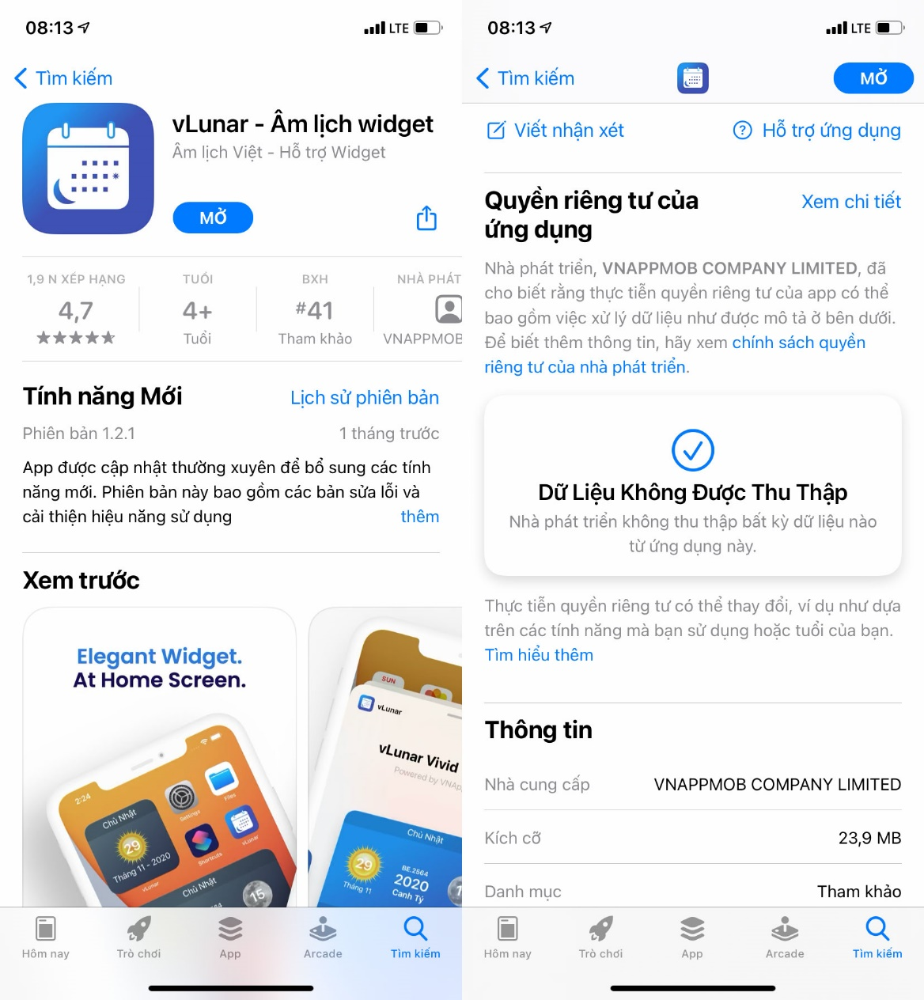 08:13
LTE
Tìm kiếm
vLunar - Âm lịch widget
Âm lịch Việt - Hỗ trợ Widget
MỞ
1,9 N XẾP HẠNG
4,7
TUỔI
4+
Tuổi
BXH
#41
Tham khảo
NHÀ PHÁT
VNAPPMOB
Tính năng Mới
Lịch sử phiên bản
Phiên bản 1.2.1
1 tháng trước
App được cập nhật thường xuyên để bổ sung các tính
năng mới. Phiên bản này bao gồm các bản sửa lỗi và
cải thiện hiệu năng sử dụng
thêm
Xem trước
Elegant Widget.
At Home Screen.
2:24
Chủ Nhật
29
Tháng 11 - 2020
vLunar
Settings
Files
Shortcuts
vLunar
Chủ Nhật
15
SUN
vLunar
vLunar Vivid
Powered by VNAp
Chủ Nhật
29
Tháng 11
BE.2564
2020
Canh Tý
1
Hôm nay
Trò chơi
App
Arcade
Tìm kiếm
08:13
LTE
Tìm kiếm
MỞ
Viết nhận xét
Hỗ trợ ứng dụng
Quyền riêng tư của
ứng dụng
Xem chi tiết
Nhà phát triển, VNAPPMOB COMPANY LIMITED, đã
cho biết rằng thực tiễn quyền riêng tư của app có thể
bao gồm việc xử lý dữ liệu như được mô tả ở bên dưới.
Để biết thêm thông tin, hãy xem chính sách quyền
riêng tư của nhà phát triển.
Dữ Liệu Không Được Thu Thập
Nhà phát triển không thu thập bất kỳ dữ liệu nào
từ ứng dụng này.
Thực tiễn quyền riêng tư có thể thay đổi, ví dụ như dựa
trên các tính năng mà bạn sử dụng hoặc tuổi của bạn.
Tìm hiểu thêm
Thông tin
Nhà cung cấp
VNAPPMOB COMPANY LIMITED
Kích cỡ
23,9 MB
Danh mục
Tham khảo
Hôm nay
Trò chơi
App
Arcade
Tìm kiếm